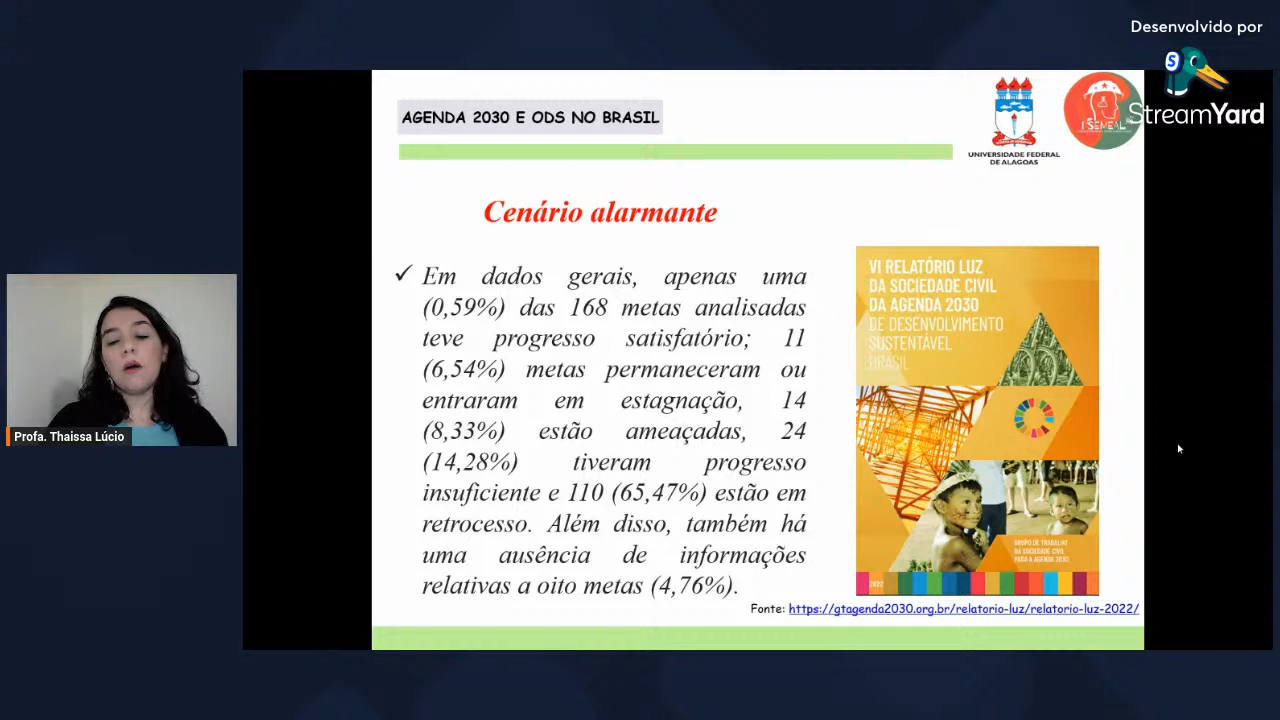 Desenvolvido por
StreamYard
AGENDA 2030 E ODS NO BRASIL
UNIVERSIDADE FEDERAL
DE ALAGOAS
I SEMEAL
Cenário alarmante
✓ Em dados gerais, apenas uma
(0,59%) das 168 metas analisadas
teve progresso satisfatório; 11
(6,54%) metas permaneceram ou
entraram em estagnação, 14
(8,33%) estão ameaçadas, 24
(14,28%) tiveram progresso
insuficiente e 110 (65,47%) estão em
retrocesso. Além disso, também há
uma ausência de informações
relativas a oito metas (4,76%).
VI RELATÓRIO LUZ
DA SOCIEDADE CIVIL
DA AGENDA 2030
DE DESENVOLVIMENTO
SUSTENTÁVEL
BRASIL
GRUPO DE TRABALHO
DA SOCIEDADE CIVIL
PARA A AGENDA 2030
2022
Fonte: https://gtagenda2030.org.br/relatorio-luz/relatorio-luz-2022/
Profa. Thaissa Lúcio